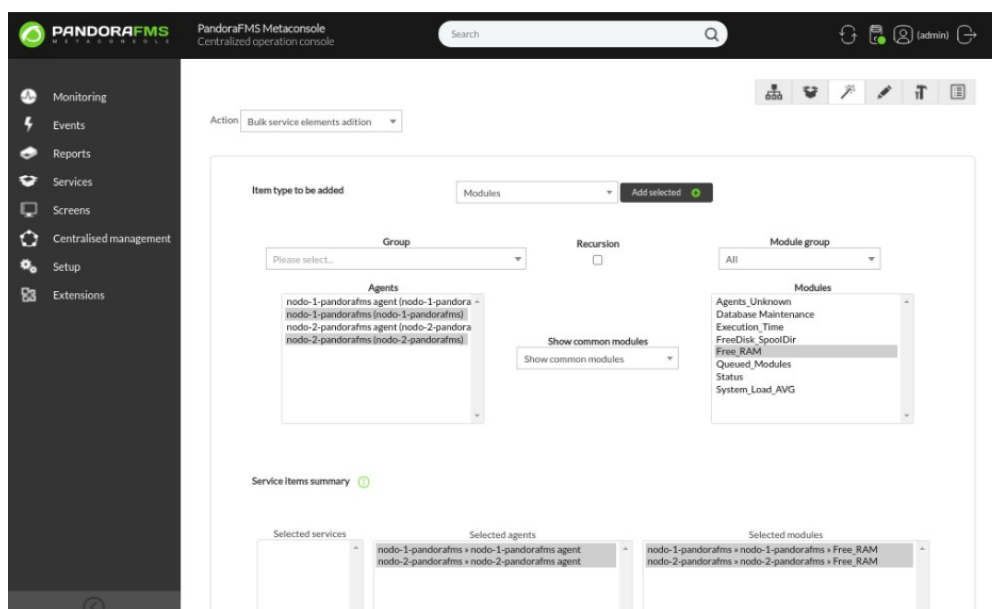 PANDORAFMS
METACONSOLE
PandoraFMS Metaconsole
Centralized operation console
Search
(admin)
Monitoring
Events
Reports
Services
Screens
Centralised management
Setup
Extensions
Action
Bulk service elements adition
Item type to be added
Modules
Add selected
Group
Recursion
Module group
Please select...
All
Agents
nodo-1-pandorafms agent (nodo-1-pandora
nodo-1-pandorafms (nodo-1-pandorafms)
nodo-2-pandorafms agent (nodo-2-pandora
nodo-2-pandorafms (nodo-2-pandorafms)
Show common modules
Show common modules
Modules
Agents_Unknown
Database Maintenance
Execution_Time
FreeDisk_SpoolDir
Free_RAM
Queued_Modules
Status
System_Load_AVG
Service items summary
Selected services
Selected agents
nodo-1-pandorafms » nodo-1-pandorafms agent
nodo-2-pandorafms » nodo-2-pandorafms agent
Selected modules
nodo-1-pandorafms » nodo-1-pandorafms » Free_RAM
nodo-2-pandorafms » nodo-2-pandorafms » Free_RAM